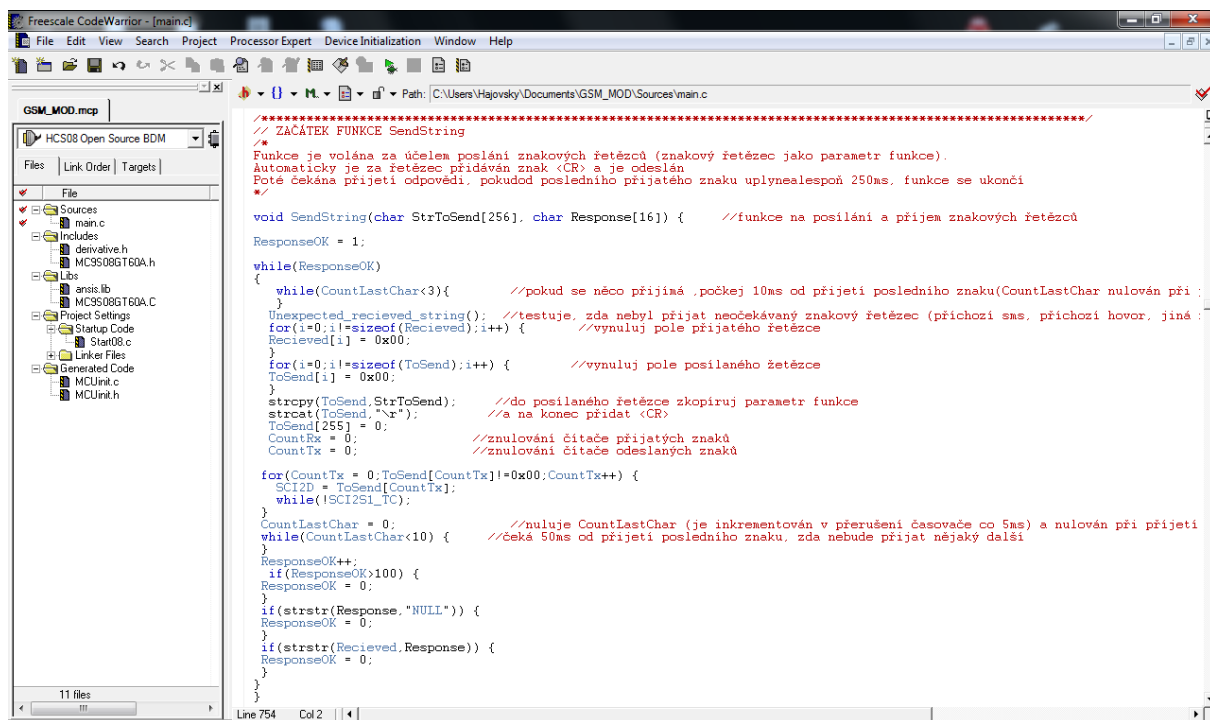 Freescale CodeWarrior - [main.c]
File Edit View Search Project Processor Expert Device Initialization Window Help
Path: C:\Users\Hajovsky\Documents\GSM_MOD\Sources\main.c
GSM_MOD.mcp
HCS08 Open Source BDM
Files Link Order Targets
File
Sources
main.c
Includes
derivative.h
MC9S08GT60A.h
Libs
ansis.lib
MC9S08GT60A.C
Project Settings
Startup Code
Start08.c
Linker Files
Generated Code
MCUinit.c
MCUinit.h
11 files
// ZAČÁTEK FUNKCE SendString
/*
Funkce je volána za účelem poslání znakových řetězců (znakový řetězec jako parametr funkce).
Automaticky je za řetězec přidáván znak <CR> a je odeslán
Poté čekána přijetí odpovědi, pokudod posledního přijatého znaku uplynealespoň 250ms, funkce se ukončí
*/
void SendString(char StrToSend[256], char Response[16]) { //funkce na posílání a příjem znakových řetězců
ResponseOK = 1;
while(ResponseOK)
{
while(CountLastChar<3){ //pokud se něco přijímá ,počkej 10ms od přijetí posledního znaku(CountLastChar nulován při
}
Unexpected_recieved_string(); //testuje, zda nebyl přijat neočekávaný znakový řetězec (příchozí sms, příchozí hovor, jiná
for(i=0;i!=sizeof(Recieved);i++) { //vynuluj pole přijatého řetězce
Recieved[i] = 0x00;
}
for(i=0;i!=sizeof(ToSend);i++) { //vynuluj pole posílaného žetězce
ToSend[i] = 0x00;
}
strcpy(ToSend,StrToSend); //do posílaného řetězce zkopíruj parametr funkce
strcat(ToSend,"\r"); //a na konec přidat <CR>
ToSend[255] = 0;
CountRx = 0; //znulování čítače přijatých znaků
CountTx = 0; //znulování čítače odeslaných znaků
for(CountTx = 0;ToSend[CountTx]!=0x00;CountTx++) {
SCI2D = ToSend[CountTx];
while(!SCI2S1_TC);
}
CountLastChar = 0; //nuluje CountLastChar (je inkrementován v přerušení časovače co 5ms) a nulován při příjetí
while(CountLastChar<10) { //čeká 50ms od přijetí posledního znaku, zda nebude přijat nějaký další
}
ResponseOK++;
if(ResponseOK>100) {
ResponseOK = 0;
}
if(strstr(Response,"NULL")) {
ResponseOK = 0;
}
if(strstr(Recieved,Response)) {
ResponseOK = 0;
}
}
}
Line 754 Col 2